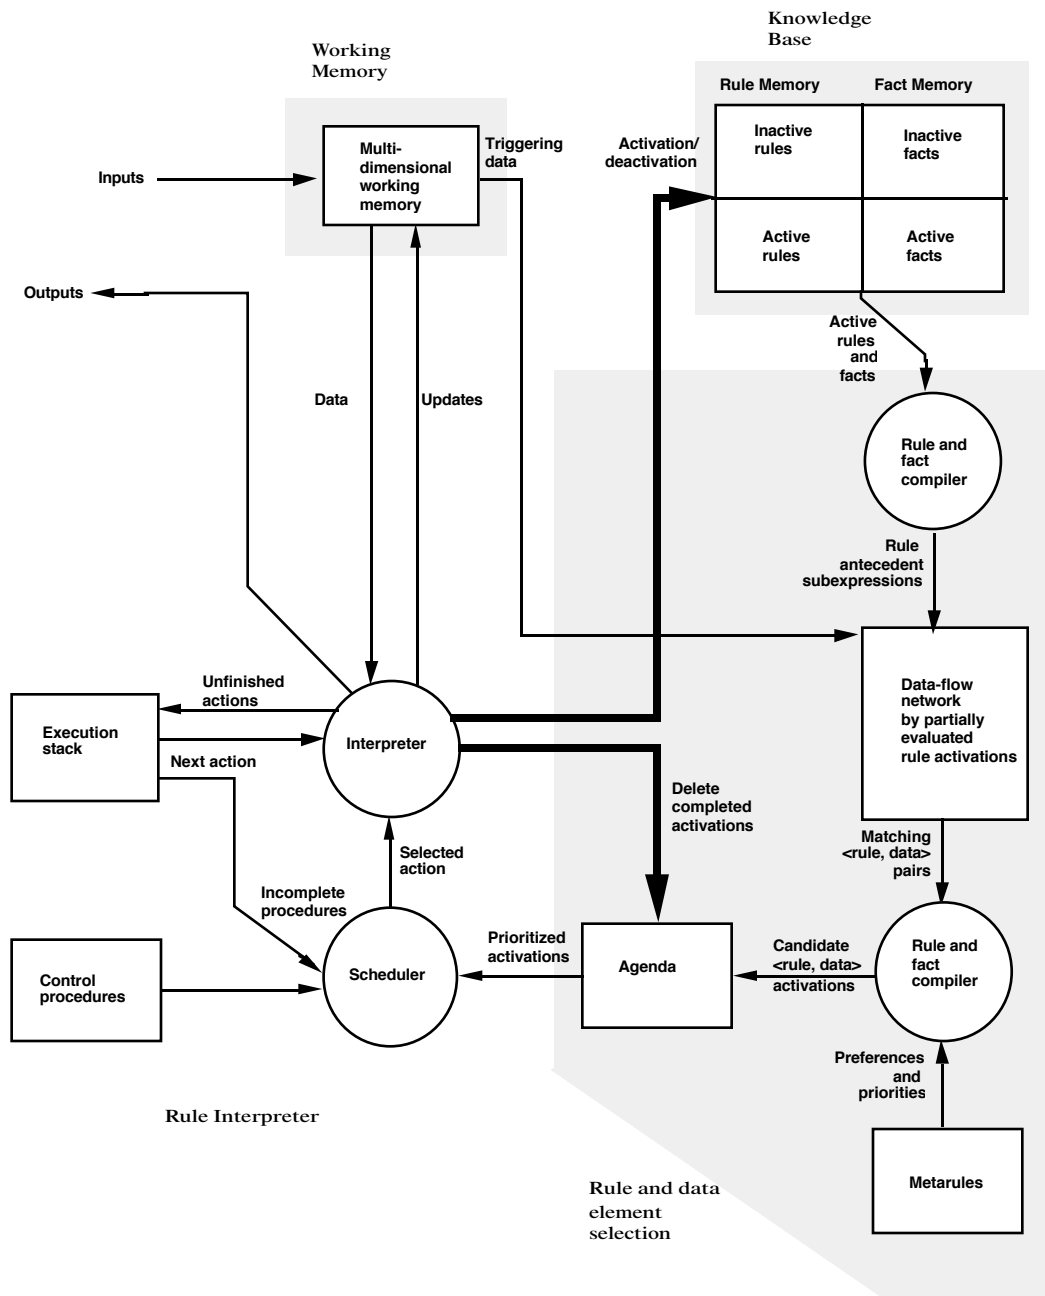 Knowledge
Base
Working
Memory
Rule Memory
Fact Memory
Inactive
rules
Inactive
facts
Active
rules
Active
facts
Multi-
dimensional
working
memory
Triggering
data
Activation/
deactivation
Inputs
Outputs
Active
rules
and
facts
Data
Updates
Rule and
fact
compiler
Rule
antecedent
subexpressions
Unfinished
actions
Execution
stack
Interpreter
Next action
Data-flow
network
by partially
evaluated
rule activations
Delete
completed
activations
Selected
action
Matching
<rule, data>
pairs
Incomplete
procedures
Control
procedures
Scheduler
Prioritized
activations
Agenda
Candidate
<rule, data>
activations
Rule and
fact
compiler
Preferences
and
priorities
Rule Interpreter
Metarules
Rule and data
element
selection